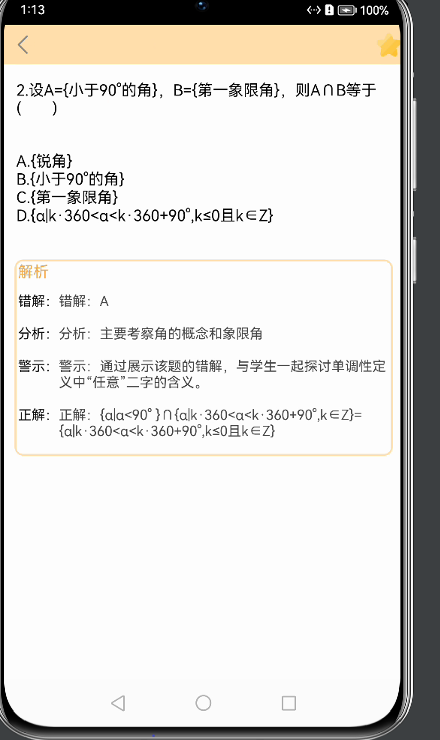 1:13
100%
2.设A={小于90°的角}，B={第一象限角}，则A∩B等于
(      )
A.{锐角}
B.{小于90°的角}
C.{第一象限角}
D.{α|k·360<α<k·360+90°,k≤0且k∈Z}
解析
错解：错解：A
分析：分析：主要考察角的概念和象限角
警示：警示：通过展示该题的错解，与学生一起探讨单调性定
义中“任意”二字的含义。
正解：正解：{α|α<90° }∩{α|k·360<α<k·360+90°,k∈Z}=
{α|k·360<α<k·360+90°,k≤0且k∈Z}